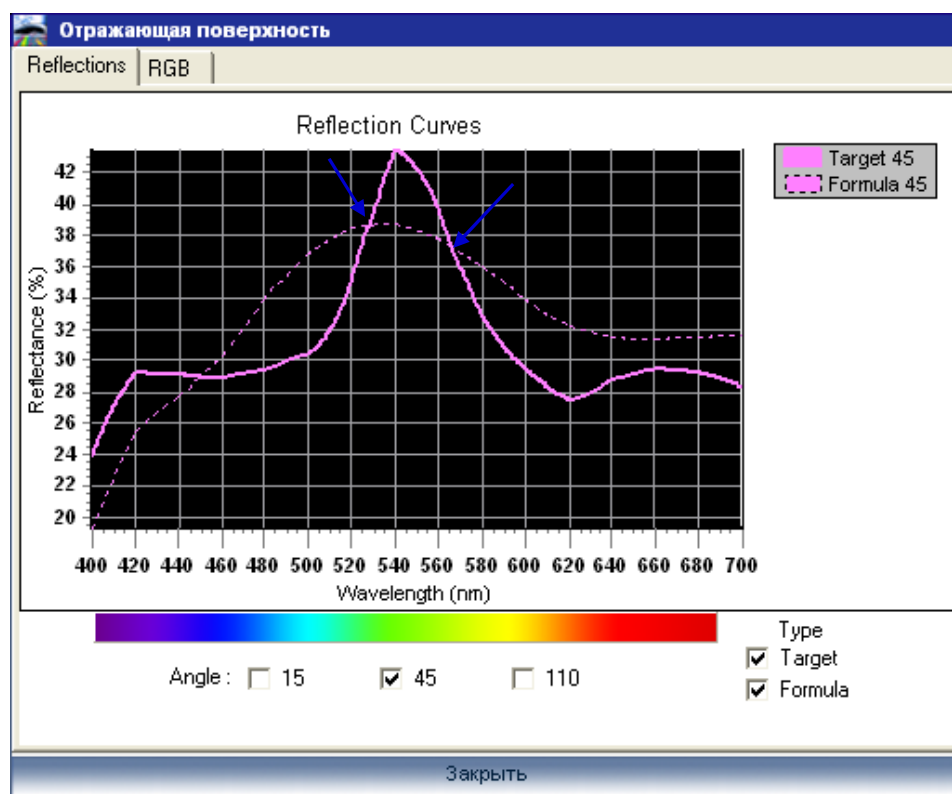 Отражающая поверхность
Reflections RGB
Reflection Curves
Target 45
Formula 45
Reflectance (%)
42
40
38
36
34
32
30
28
26
24
22
20
400 420 440 460 480 500 520 540 560 580 600 620 640 660 680 700
Wavelength (nm)
Angle : 15 45 110
Type
Target
Formula
Закрыть